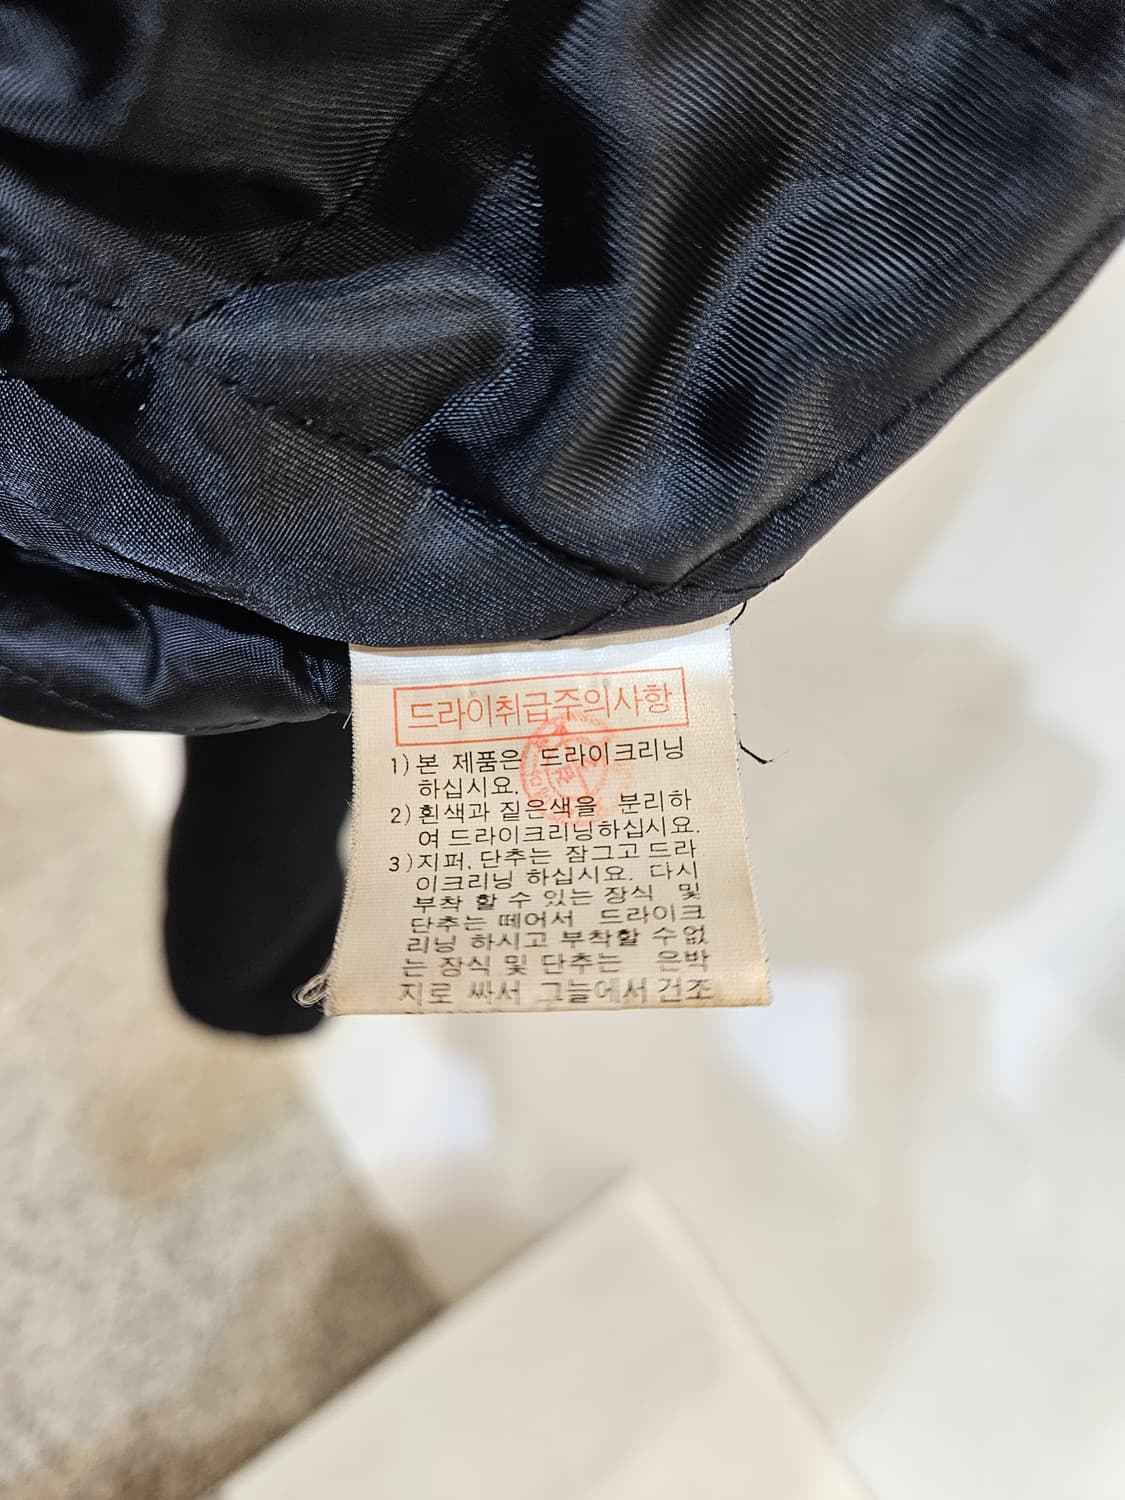 드라이취급주의사항
1) 본 제품은 드라이크리닝
하십시요.
2) 흰색과 짙은색을 분리하
여 드라이크리닝하십시요.
3) 지퍼, 단추는 잠그고 드라
이크리닝 하십시요. 다시
부착 할 수 있는 장식 및
단추는 떼어서 드라이크
리닝 하시고 부착할 수 없
는 장식 및 단추는 은박
지로 싸서 그늘에서 건조